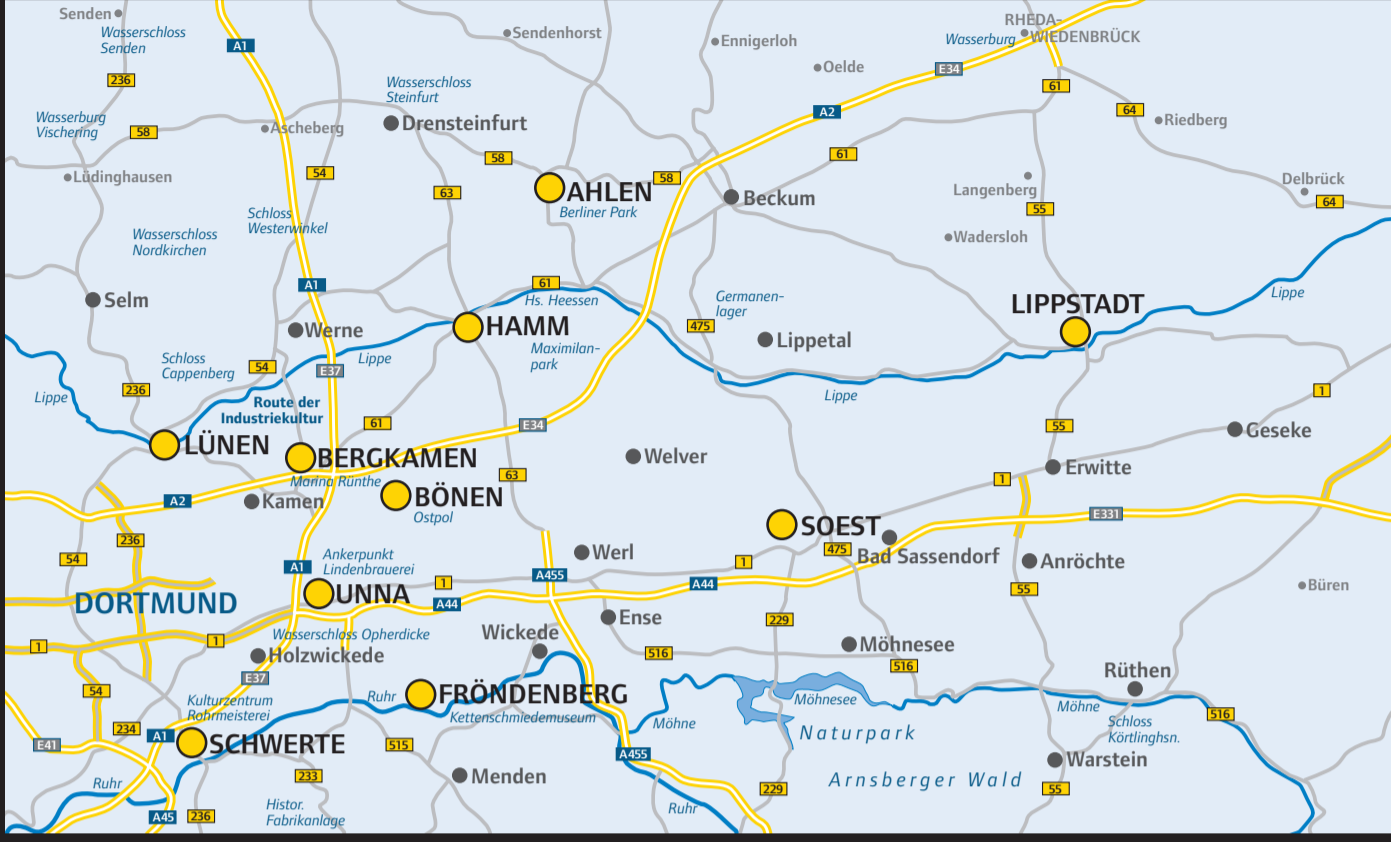 Senden
Wasserschloss
Senden
A1
Sendenhorst
Ennigerloh
RHEDA-
WIEDENBRÜCK
Wasserburg
Oelde
E34
236
Wasserschloss
Steinfurt
61
Wasserburg
Vischering
58
Ascheberg
Drensteinfurt
A2
64
Riedberg
58
61
54
63
AHLEN
58
Berliner Park
Beckum
Lüdinghausen
Langenberg
55
Delbrück
64
Schloss
Westerwinkel
Wasserschloss
Nordkirchen
Wadersloh
A1
61
Hs. Heessen
Germanen-
lager
LIPPSTADT
Lippe
Selm
Werne
HAMM
475
Lippetal
Maximilan-
park
Lippe
Schloss
Cappenberg
54
E37
Lippe
236
Lippe
1
Route der
Industriekultur
61
E34
55
Geseke
LÜNEN
BERGKAMEN
Marina Rünthe
63
Welver
Erwitte
1
A2
Kamen
BÖNEN
Ostpol
E331
SOEST
236
54
475
Bad Sassendorf
Ankerpunkt
Lindenbrauerei
Werl
1
Anröchte
A1
A455
1
A44
A44
55
Büren
DORTMUND
UNNA
Ense
229
Wasserschloss Opherdicke
Wickede
1
1
Holzwickede
516
Möhnesee
516
Rüthen
E37
54
Kulturzentrum
Rohrmeisterei
Ruhr
FRÖNDENBERG
Kettenschmiedemuseum
Möhne
Möhnesee
Möhne
Schloss
Körtlinghsn.
516
234
A1
E41
SCHWERTE
515
Naturpark
A455
Warstein
Ruhr
233
Menden
Arnsberger Wald
229
55
A45
236
Histor.
Fabrikanlage
Ruhr